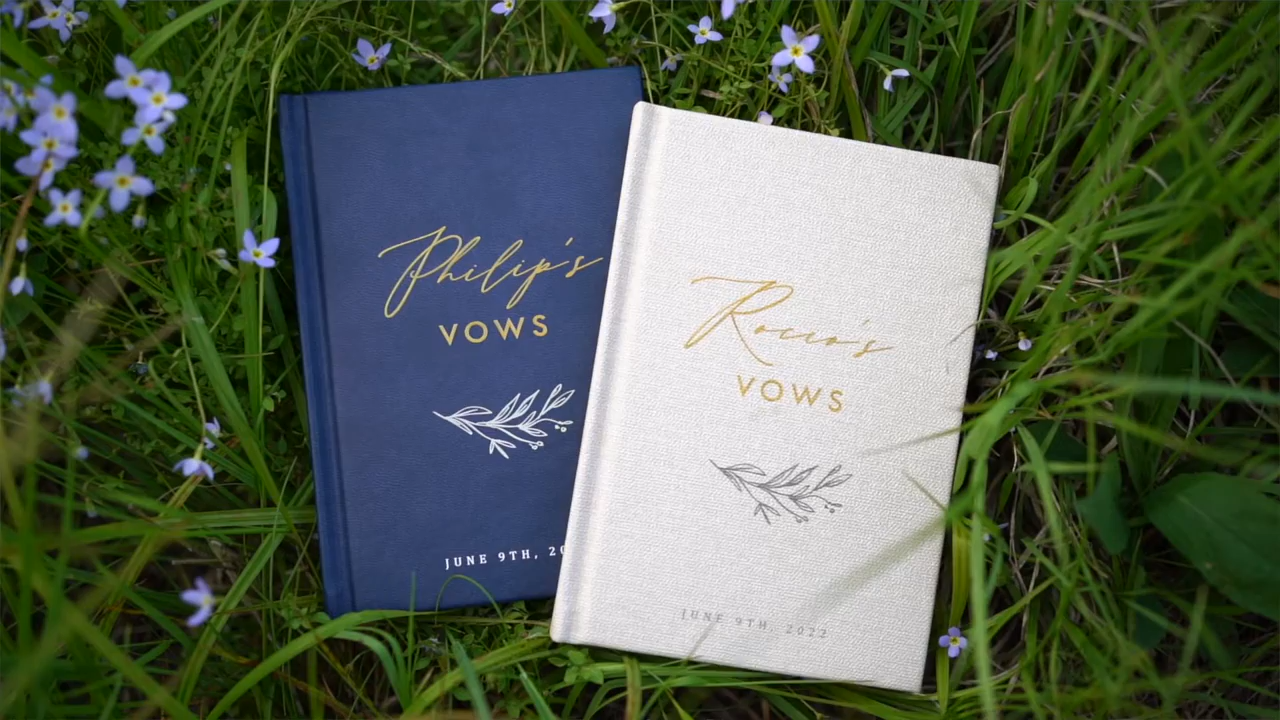 Philip's
VOWS
JUNE 9TH, 20
Rocco's
VOWS
JUNE 9TH, 2022